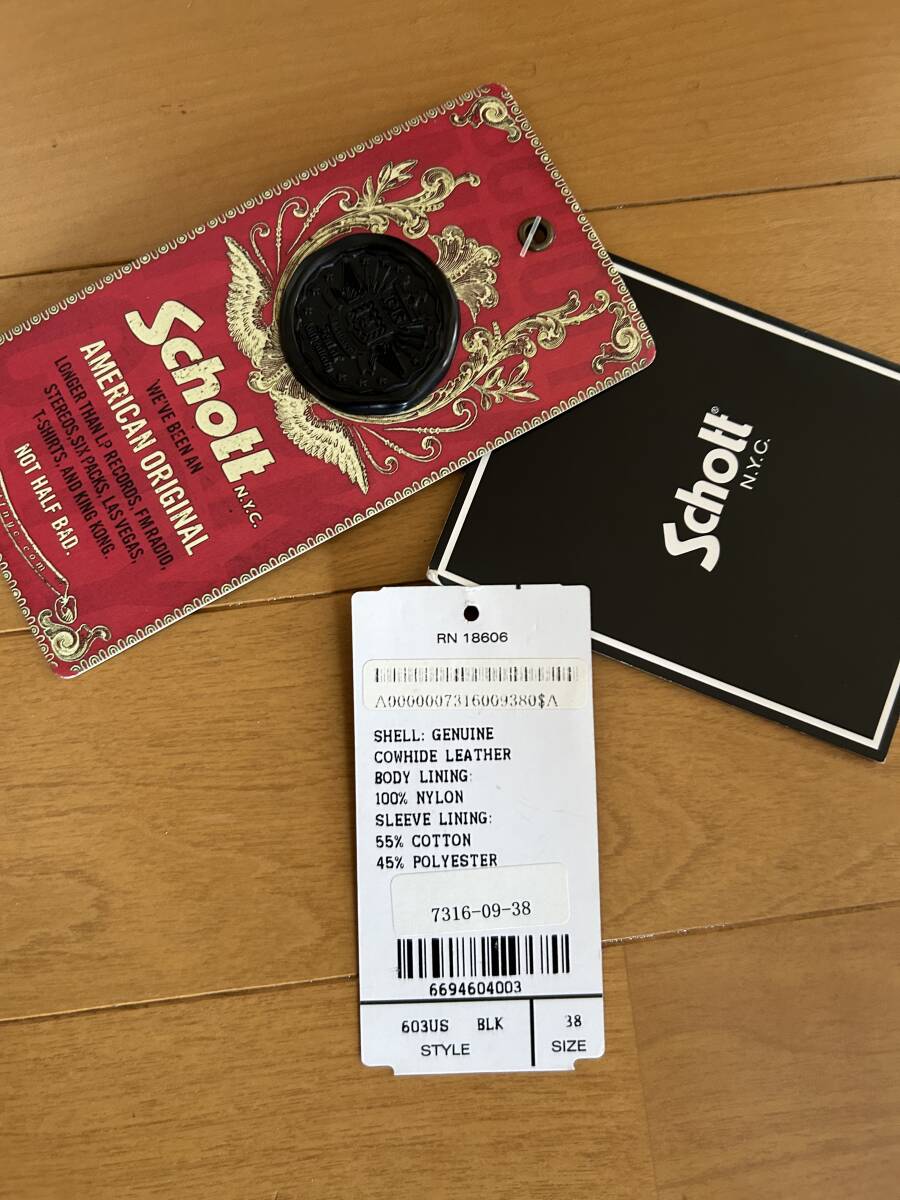 Schott
N.Y.C.
WE'VE BEEN AN
AMERICAN ORIGINAL
LONGER THAN LP RECORDS, FM RADIO,
STEREOS, SIX PACKS, LAS VEGAS,
T-SHIRTS, AND KING KONG.
NOT HALF BAD.
Schott®
N.Y.C.
RN 18606
A0000007316009380$A
SHELL: GENUINE
COWHIDE LEATHER
BODY LINING:
100% NYLON
SLEEVE LINING:
55% COTTON
45% POLYESTER
7316-09-38
6694604003
603US BLK 38
STYLE SIZE